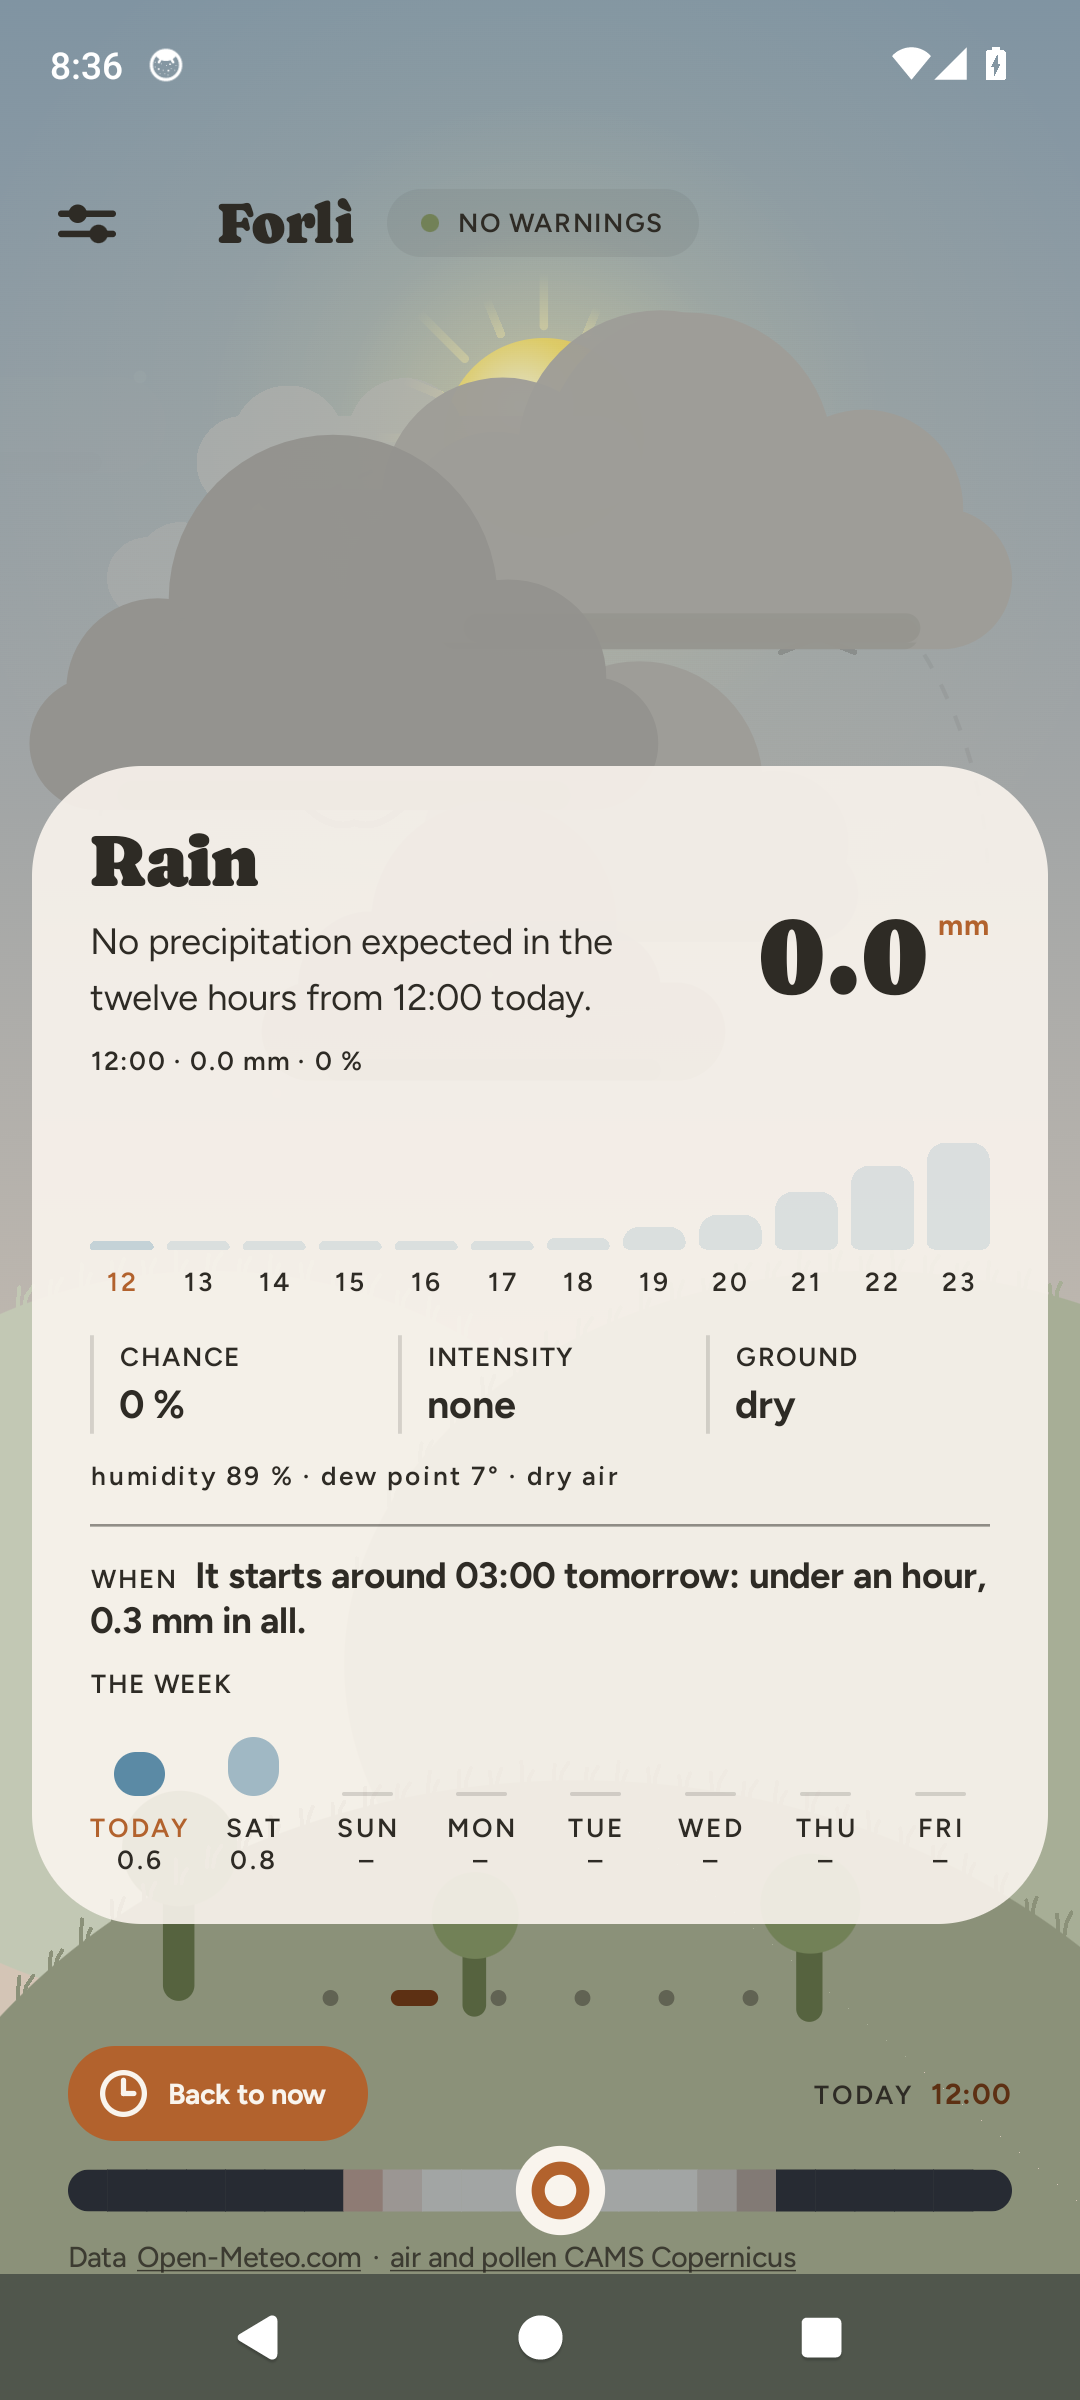 8:36
Forlì
NO WARNINGS
Rain
No precipitation expected in the
twelve hours from 12:00 today.
0.0 mm
12:00 · 0.0 mm · 0 %
12 13 14 15 16 17 18 19 20 21 22 23
CHANCE INTENSITY GROUND
0 % none dry
humidity 89 % · dew point 7° · dry air
WHEN It starts around 03:00 tomorrow: under an hour,
0.3 mm in all.
THE WEEK
TODAY SAT SUN MON TUE WED THU FRI
0.6 0.8 – – – – – –
Back to now
TODAY 12:00
Data Open-Meteo.com · air and pollen CAMS Copernicus